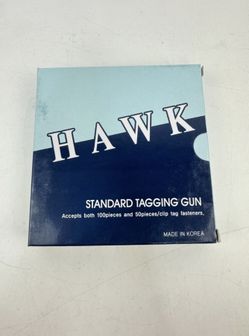 HAWK
STANDARD TAGGING GUN
Accepts both 100pieces and 50pieces/clip tag fasteners.
MADE IN KOREA